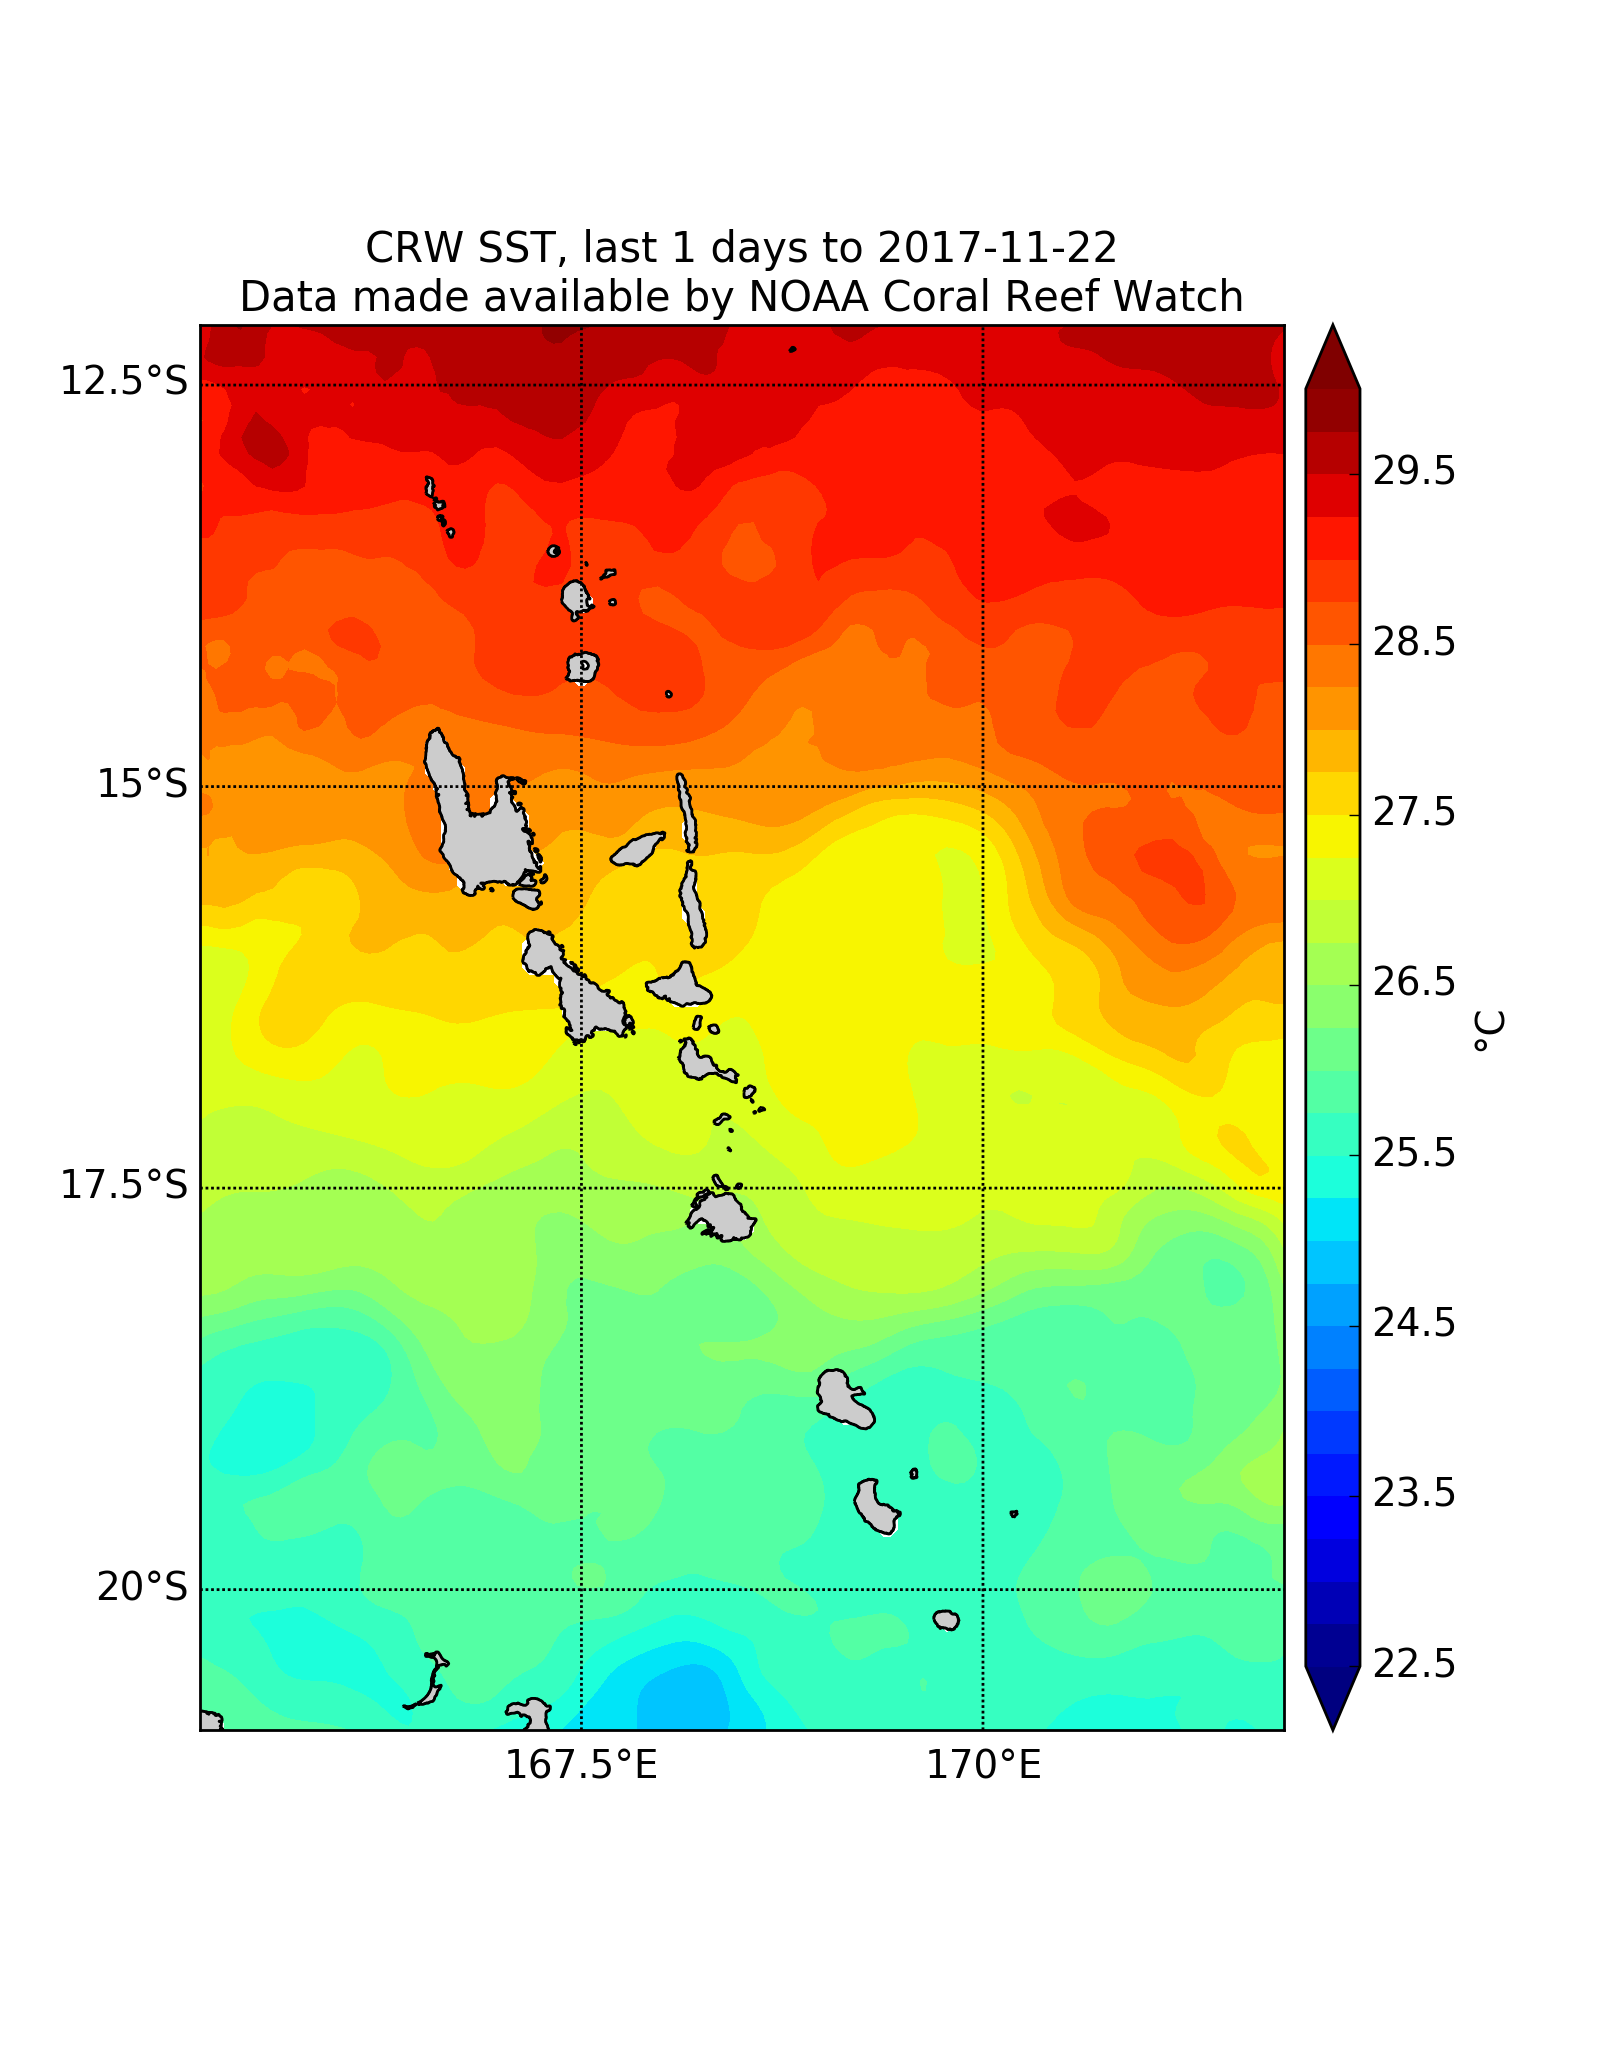 CRW SST, last 1 days to 2017-11-22
Data made available by NOAA Coral Reef Watch
12.5°S
15°S
17.5°S
20°S
167.5°E
170°E
29.5
28.5
27.5
26.5
25.5
24.5
23.5
22.5
°C